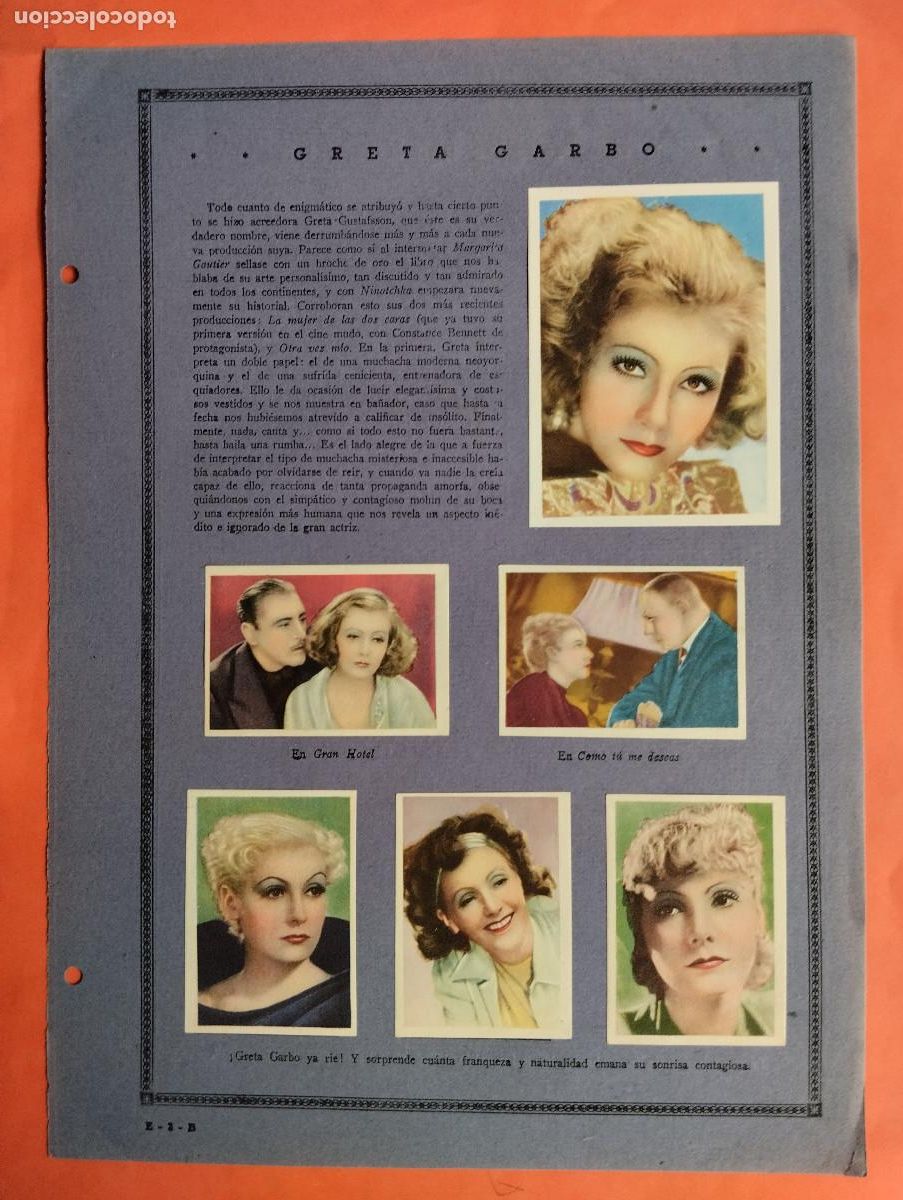 todocoleccion
* * GRETA GARBO * *
Todo cuanto de enigmático se atribuyó y hasta cierto pun-
to se hizo acreedora Greta Gustafsson, que éste es su ver-
dadero nombre, viene derrumbándose más y más a cada nue-
va producción suya. Parece como si al interpretar Margarita
Gautier sellase con un broche de oro el libro que nos ha-
blaba de su arte personalísimo, tan discutido y tan admirado
en todos los continentes, y con Ninotchka empezara nueva-
mente su historial. Corroboran esto sus dos más recientes
producciones: La mujer de las dos caras (que ya tuvo su
primera versión en el cine mudo, con Constance Bennett de
protagonista), y Otra vez mío. En la primera, Greta inter-
preta un doble papel: el de una muchacha moderna neoyor-
quina y el de una sufrida cenicienta, entrenadora de es-
quiadores. Ello le da ocasión de lucir elegantísima y costo-
sos vestidos y se nos muestra en bañador, caso que hasta la
fecha nos hubiésemos atrevido a calificar de insólito. Final-
mente, nada, canta y... como si todo esto no fuera bastante,
hasta baila una rumba... Es el lado alegre de la que a fuerza
de interpretar el tipo de muchacha misteriosa e inaccesible ha-
bía acabado por olvidarse de reir, y cuando ya nadie la creía
capaz de ello, reacciona de tanta propaganda amorfa, obse-
quiándonos con el simpático y contagioso mohin de su boca
y una expresión más humana que nos revela un aspecto iné-
dito e ignorado de la gran actriz.
En Gran Hotel
En Como tú me deseas
¡Greta Garbo ya rie! Y sorprende cuánta franqueza y naturalidad emana su sonrisa contagiosa.
E - 3 - B